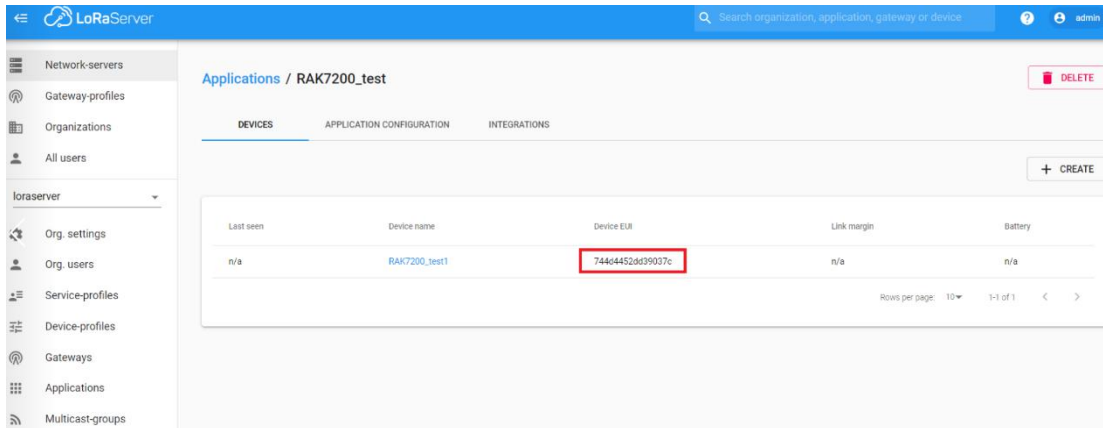 LoRaServer
Search organization, application, gateway or device
? admin
Network-servers
Gateway-profiles
Organizations
All users
loraserver
Org. settings
Org. users
Service-profiles
Device-profiles
Gateways
Applications
Multicast-groups
Applications / RAK7200_test
DELETE
DEVICES APPLICATION CONFIGURATION INTEGRATIONS
+ CREATE
Last seen Device name Device EUI Link margin Battery
n/a RAK7200_test1 744d4452dd39037c n/a n/a
Rows per page: 10 1-1 of 1 < >